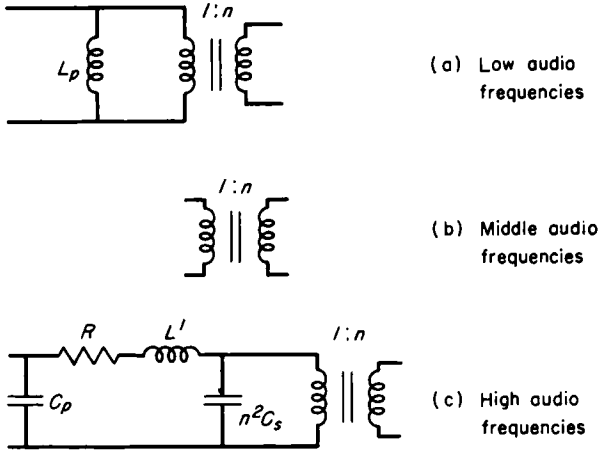 1:n
Lp
(a) Low audio
frequencies
1:n
(b) Middle audio
frequencies
R
L'
1:n
Cp
n²Cs
(c) High audio
frequencies